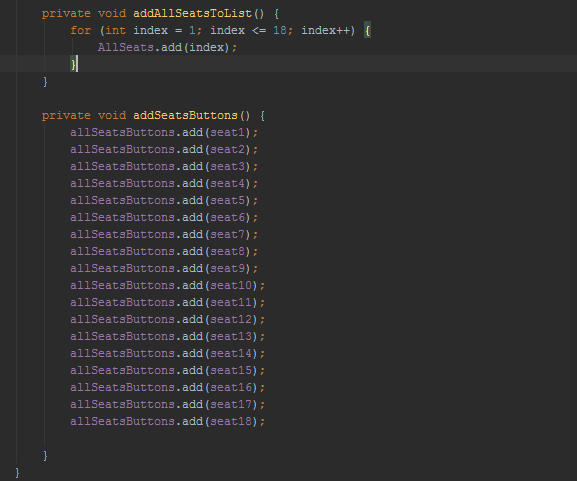 private void addAllSeatsToList() {
for (int index = 1; index <= 18; index++) {
AllSeats.add(index);
}
}
private void addSeatsButtons() {
allSeatsButtons.add(seat1);
allSeatsButtons.add(seat2);
allSeatsButtons.add(seat3);
allSeatsButtons.add(seat4);
allSeatsButtons.add(seat5);
allSeatsButtons.add(seat6);
allSeatsButtons.add(seat7);
allSeatsButtons.add(seat8);
allSeatsButtons.add(seat9);
allSeatsButtons.add(seat10);
allSeatsButtons.add(seat11);
allSeatsButtons.add(seat12);
allSeatsButtons.add(seat13);
allSeatsButtons.add(seat14);
allSeatsButtons.add(seat15);
allSeatsButtons.add(seat16);
allSeatsButtons.add(seat17);
allSeatsButtons.add(seat18);
}
}